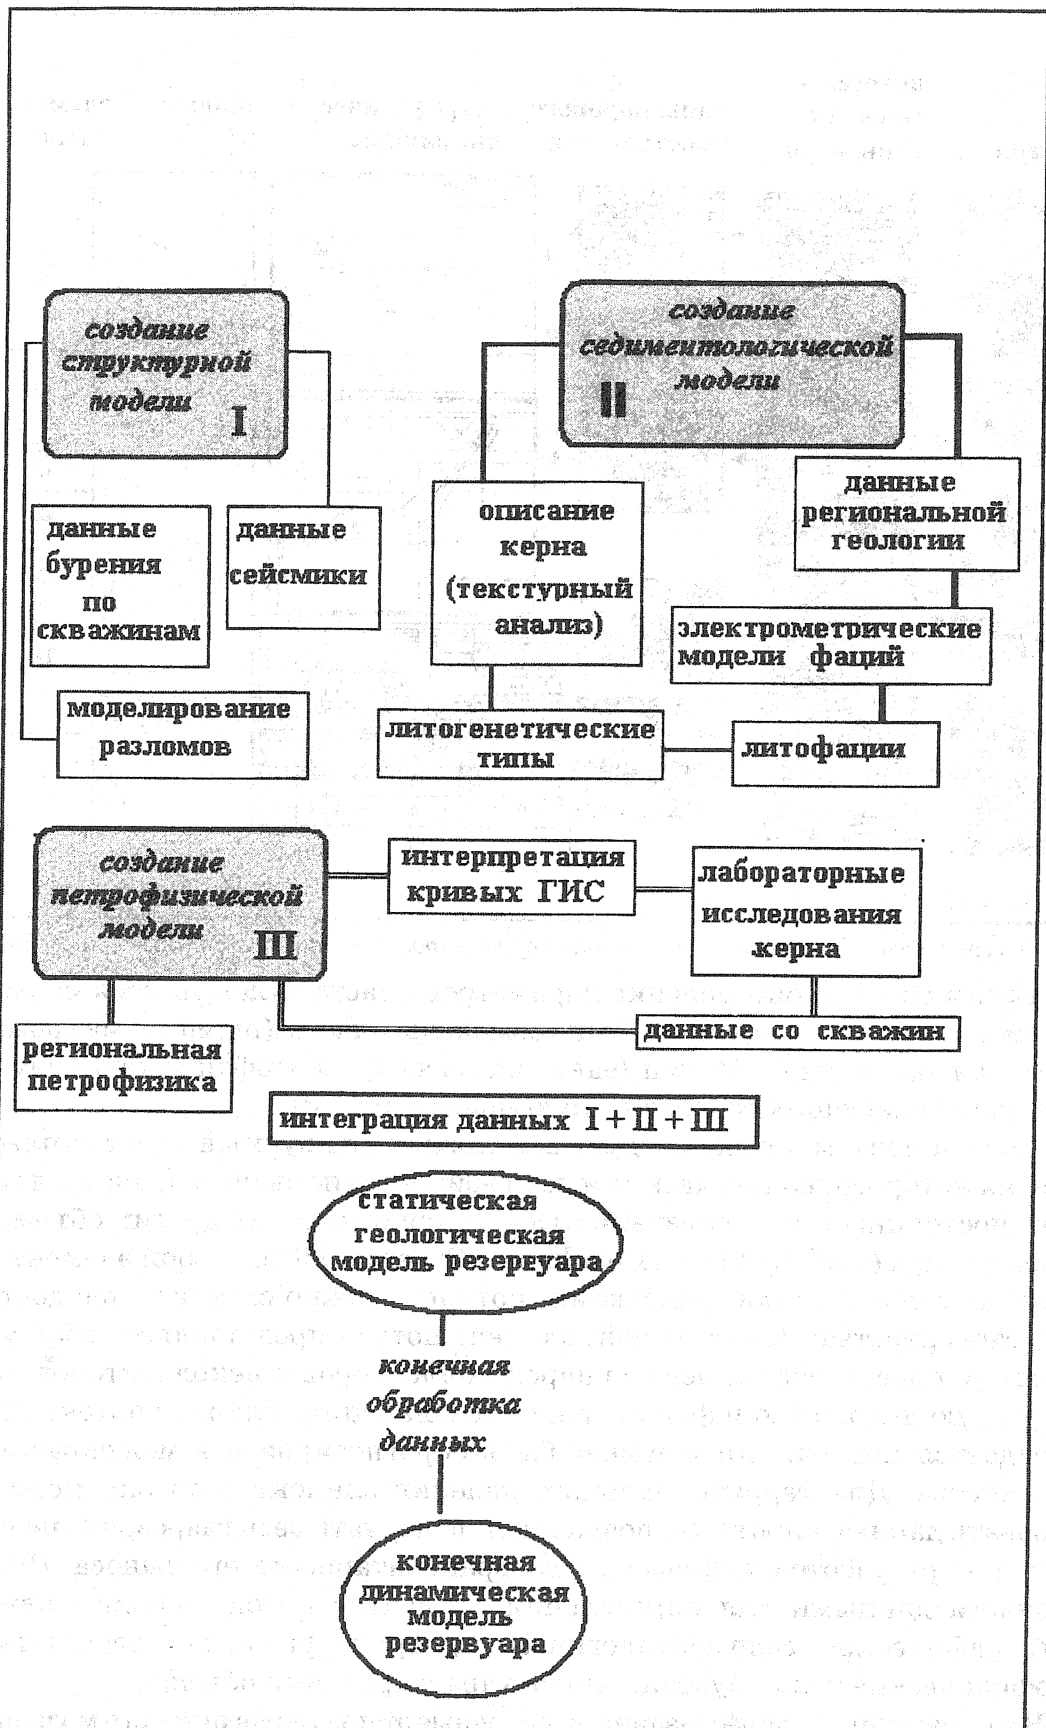 создание
структурной
модели
I
создание
седиментологической
модели
II
данные
бурения
по
скважинам
данные
сейсмики
моделирование
разломов
описание
керна
(текстурный
анализ)
данные
региональной
геологии
электрометрические
модели фаций
литогенетические
типы
литофации
создание
петрофизической
модели
III
интерпретация
кривых ГИС
лабораторные
исследования
керна
региональная
петрофизика
данные со скважин
интеграция данных I + II + III
статическая
геологическая
модель резервуара
конечная
обработка
данных
конечная
динамическая
модель
резервуара